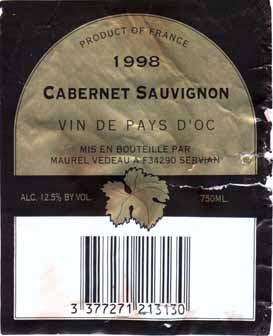 PRODUCT OF FRANCE
1998
CABERNET SAUVIGNON
VIN DE PAYS D'OC
MIS EN BOUTEILLE PAR
MAUREL VEDEAU A F34290 SERVIAN
ALC. 12.5% BY VOL.
750ML.
3 377271 213130